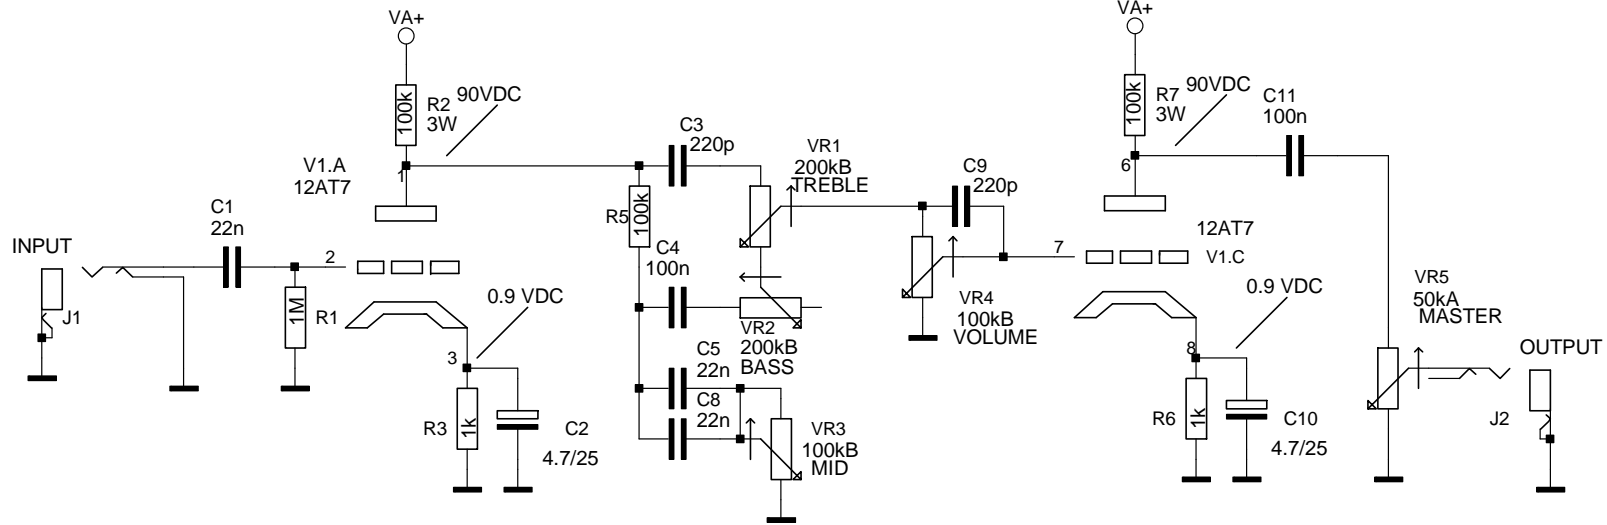 VA+
100k
R2
3W
90VDC
V1.A
12AT7
1
C1
22n
INPUT
J1
2
1M
R1
0.9 VDC
3
R3
1k
C2
4.7/25
C3
220p
R5
100k
C4
100n
VR1
200kB
TREBLE
VR2
200kB
BASS
C5
22n
C8
22n
VR3
100kB
MID
C9
220p
VR4
100kB
VOLUME
7
VA+
100k
R7
3W
90VDC
6
C11
100n
12AT7
V1.C
0.9 VDC
8
R6
1k
C10
4.7/25
VR5
50kA
MASTER
OUTPUT
J2